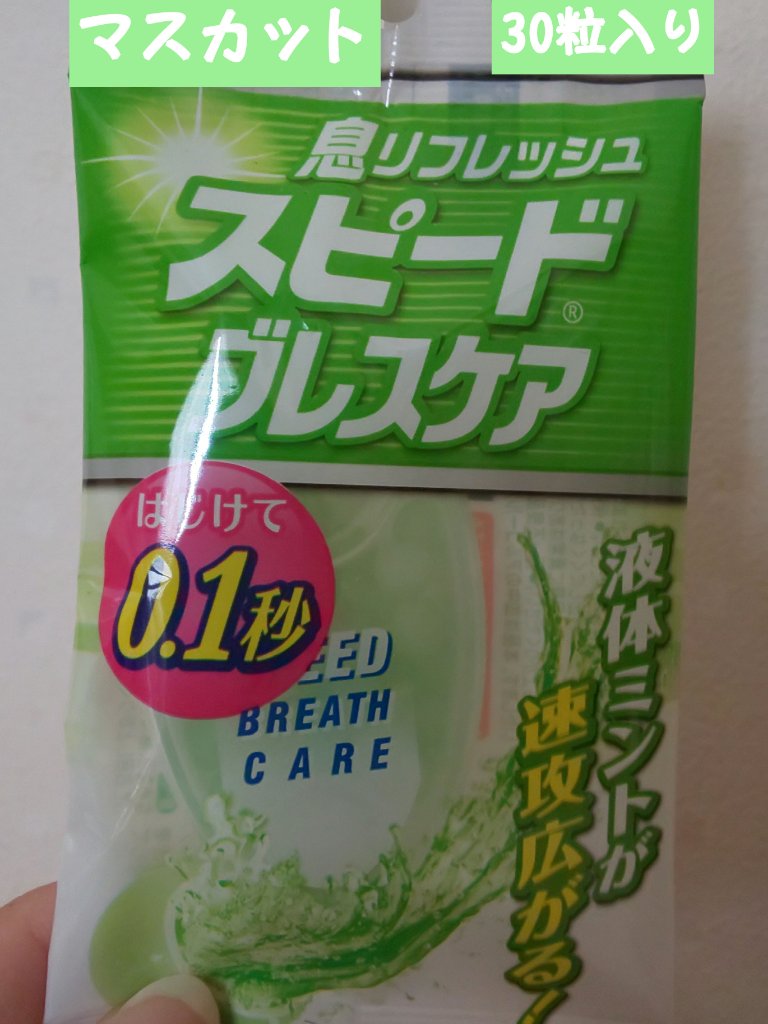 マスカット
30粒入り
息リフレッシュ
スピード
ブレスケア®
はじけて
0.1秒
BREATH
CARE
液体ミントが
速攻広がる!